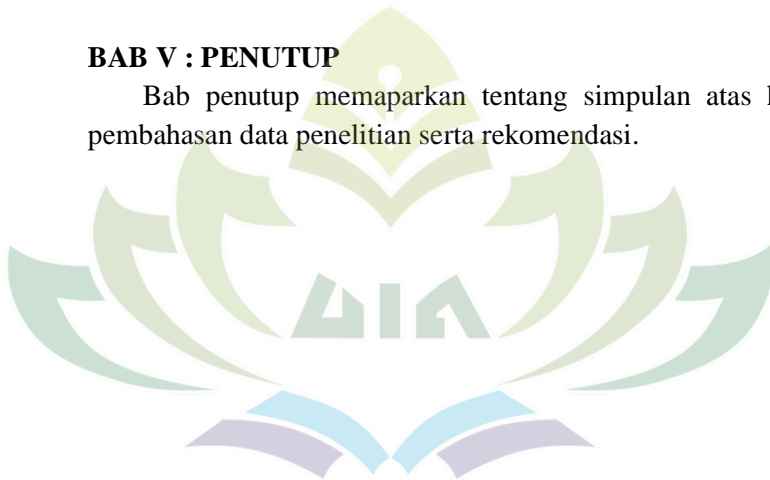 BAB V : PENUTUP
Bab penutup memaparkan tentang simpulan atas
pembahasan data penelitian serta rekomendasi.